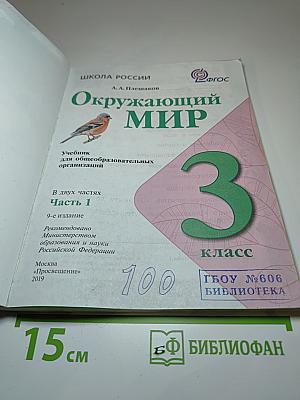 ШКОЛА РОССИИ
ФГОС
А. А. Плешаков
Окружающий
МИР
Учебник
для общеобразовательных
организаций
3
класс
В двух частях
Часть 1
9-е издание
Рекомендовано
Министерством
образования и науки
Российской Федерации
Москва
«Просвещение»
2019
100
ГБОУ №606
БИБЛИОТЕКА
15 см
БФ БИБЛИОФАН